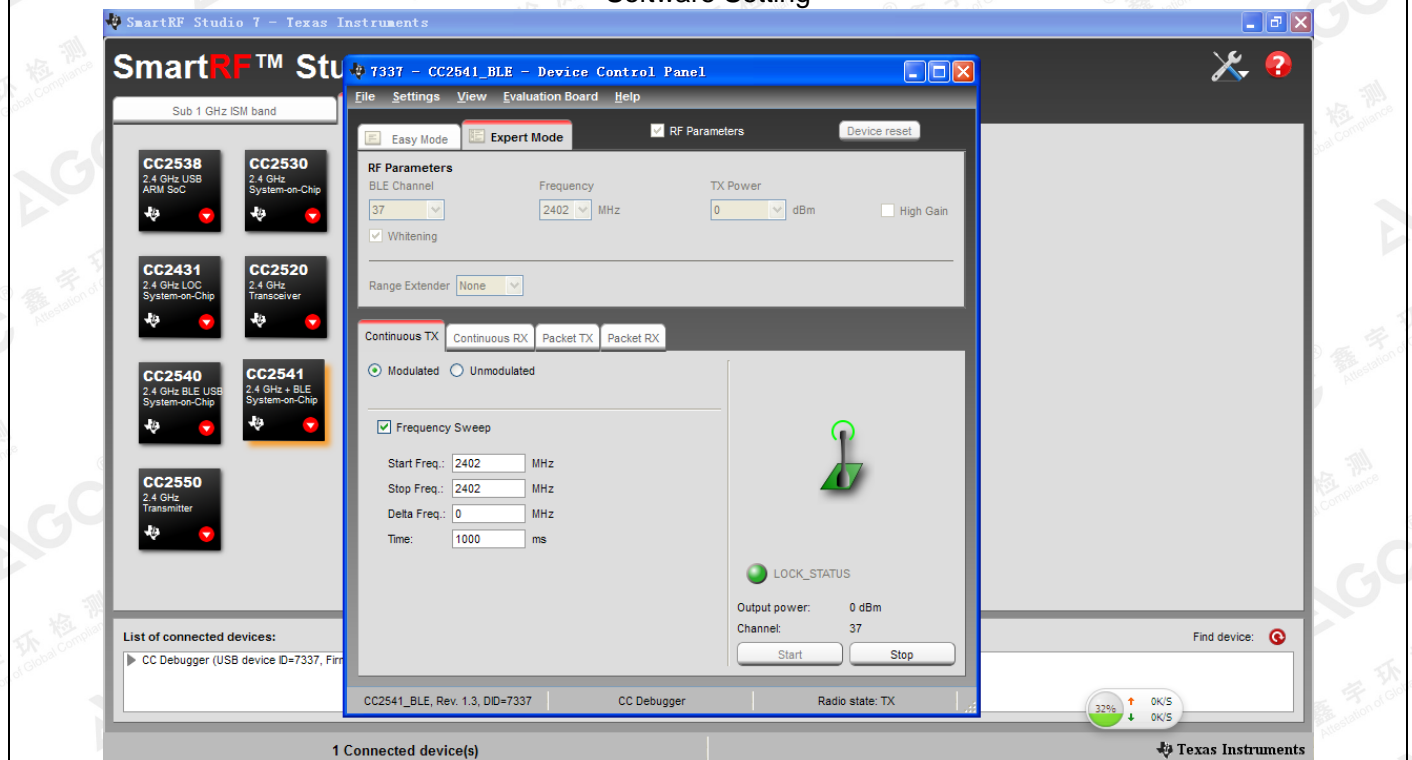 Software Setting
SmartRF Studio 7 - Texas Instruments
SmartRF™ Stu
7337 - CC2541_BLE - Device Control Panel
File Settings View Evaluation Board Help
Sub 1 GHz ISM band
Easy Mode
Expert Mode
RF Parameters
Device reset
RF Parameters
BLE Channel Frequency TX Power
37 2402 MHz 0 dBm High Gain
Whitening
Range Extender None
CC2538
2.4 GHz USB
ARM SoC
CC2530
2.4 GHz
System-on-Chip
CC2431
2.4 GHz LOC
System-on-Chip
CC2520
2.4 GHz
Transceiver
CC2540
2.4 GHz BLE USB
System-on-Chip
CC2541
2.4 GHz + BLE
System-on-Chip
CC2550
2.4 GHz
Transmitter
Continuous TX Continuous RX Packet TX Packet RX
Modulated Unmodulated
Frequency Sweep
Start Freq.: 2402 MHz
Stop Freq.: 2402 MHz
Delta Freq.: 0 MHz
Time: 1000 ms
LOCK_STATUS
Output power: 0 dBm
Channel: 37
Start Stop
CC2541_BLE, Rev. 1.3, DID=7337 CC Debugger Radio state: TX
List of connected devices:
Find device:
CC Debugger (USB device ID=7337, Firm
32% 0K/S
0K/S
1 Connected device(s)
Texas Instruments